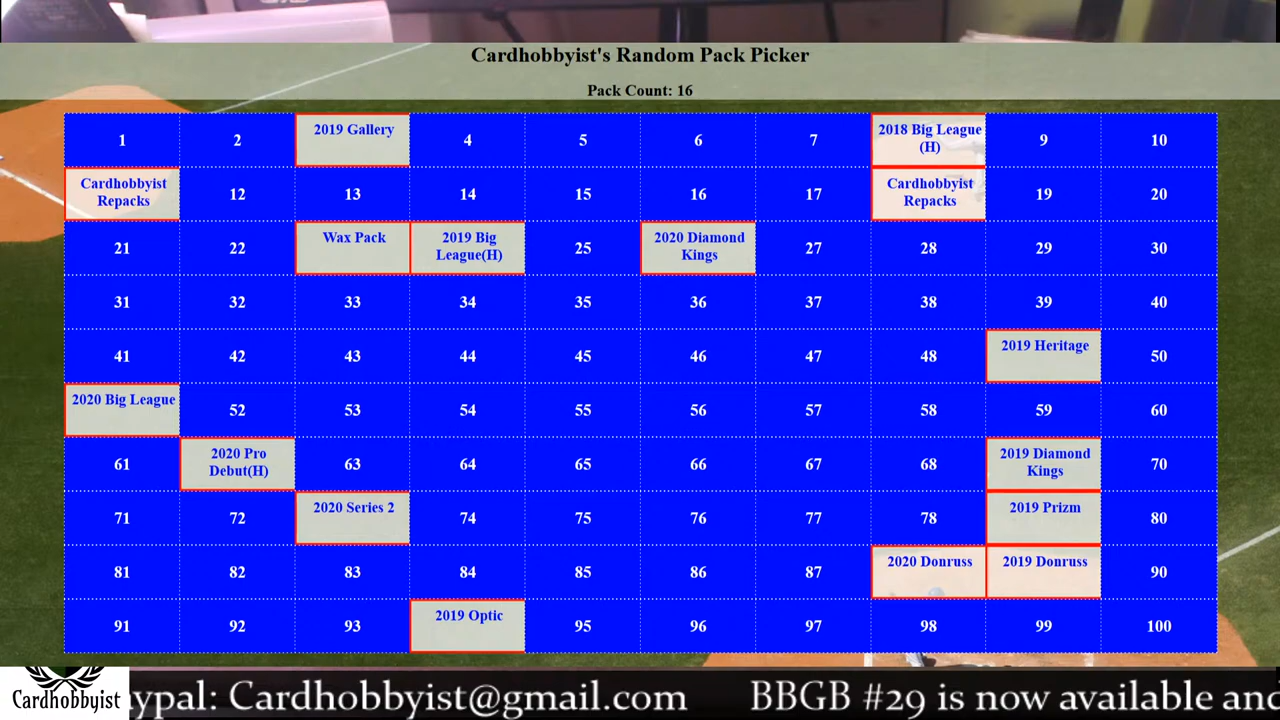 Cardhobbyist's Random Pack Picker
Pack Count: 16
1 2 2019 Gallery 4 5 6 7 2018 Big League (H) 9 10
Cardhobbyist Repacks 12 13 14 15 16 17 Cardhobbyist Repacks 19 20
21 22 Wax Pack 2019 Big League(H) 25 2020 Diamond Kings 27 28 29 30
31 32 33 34 35 36 37 38 39 40
41 42 43 44 45 46 47 48 2019 Heritage 50
2020 Big League 52 53 54 55 56 57 58 59 60
61 2020 Pro Debut(H) 63 64 65 66 67 68 2019 Diamond Kings 70
71 72 2020 Series 2 74 75 76 77 78 2019 Prizm 80
81 82 83 84 85 86 87 2020 Donruss 2019 Donruss 90
91 92 93 2019 Optic 95 96 97 98 99 100
Cardhobbyist
aypal: Cardhobbyist@gmail.com BBGB #29 is now available and